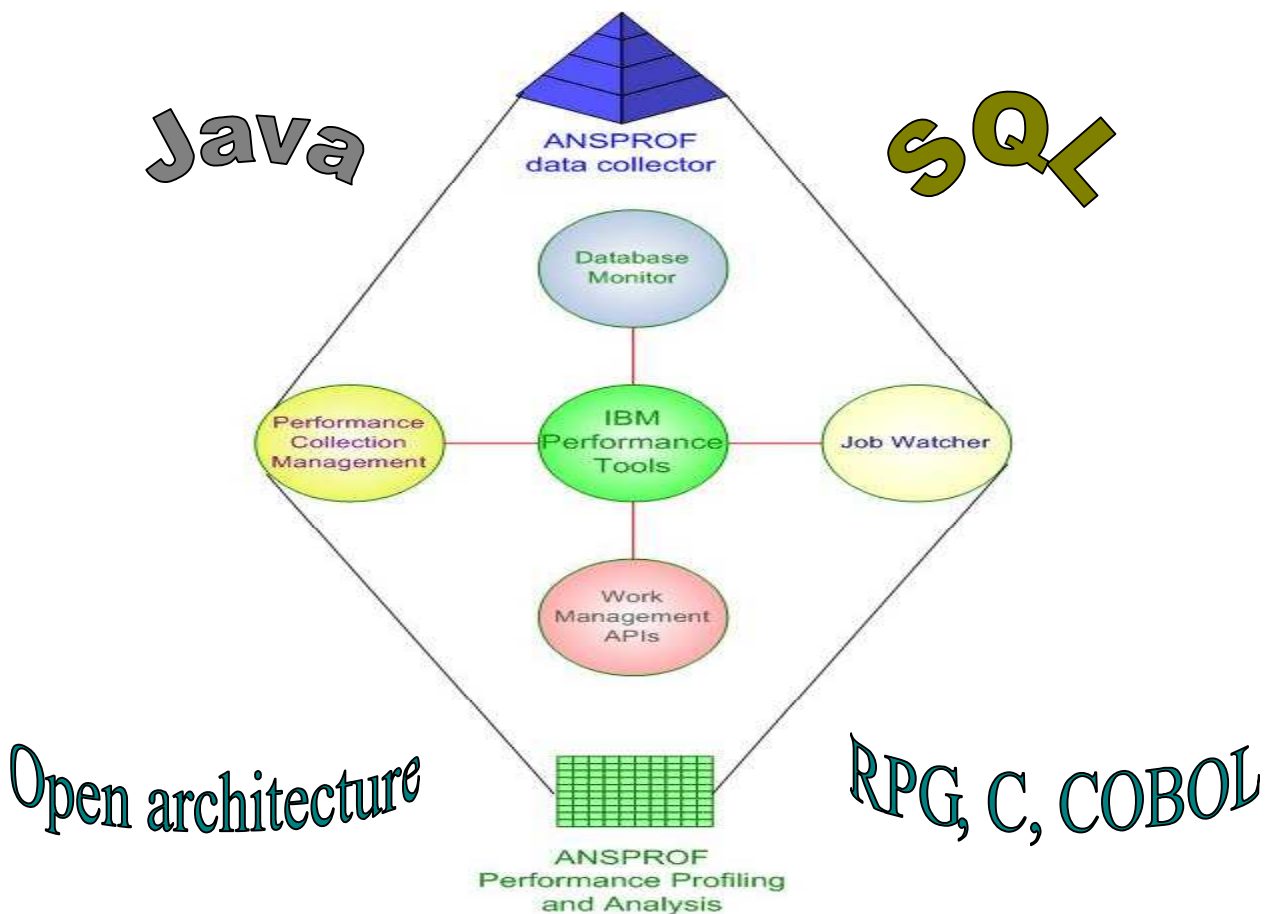 Java
SQL
ANSPROF
data collector
Database
Monitor
Performance
Collection
Management
IBM
Performance
Tools
Job Watcher
Work
Management
APIs
Open architecture
RPG, C, COBOL
ANSPROF
Performance Profiling
and Analysis